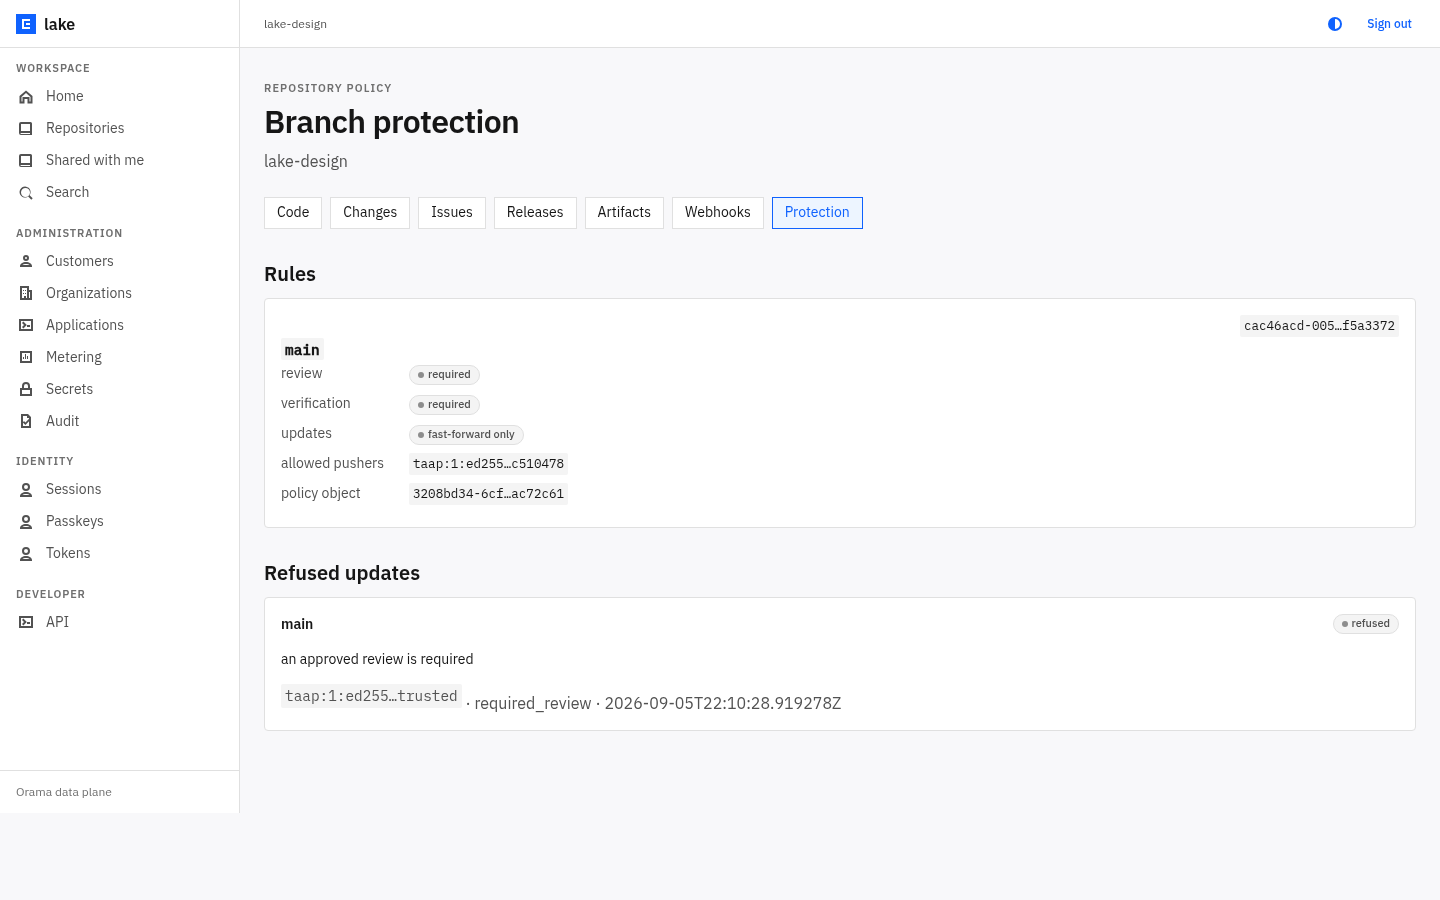 lake
lake-design
Sign out
WORKSPACE
Home
Repositories
Shared with me
Search
ADMINISTRATION
Customers
Organizations
Applications
Metering
Secrets
Audit
IDENTITY
Sessions
Passkeys
Tokens
DEVELOPER
API
Orama data plane
REPOSITORY POLICY
Branch protection
lake-design
Code
Changes
Issues
Releases
Artifacts
Webhooks
Protection
Rules
cac46acd-005…f5a3372
main
review required
verification required
updates fast-forward only
allowed pushers taap:1:ed255…c510478
policy object 3208bd34-6cf…ac72c61
Refused updates
main refused
an approved review is required
taap:1:ed255…trusted · required_review · 2026-09-05T22:10:28.919278Z